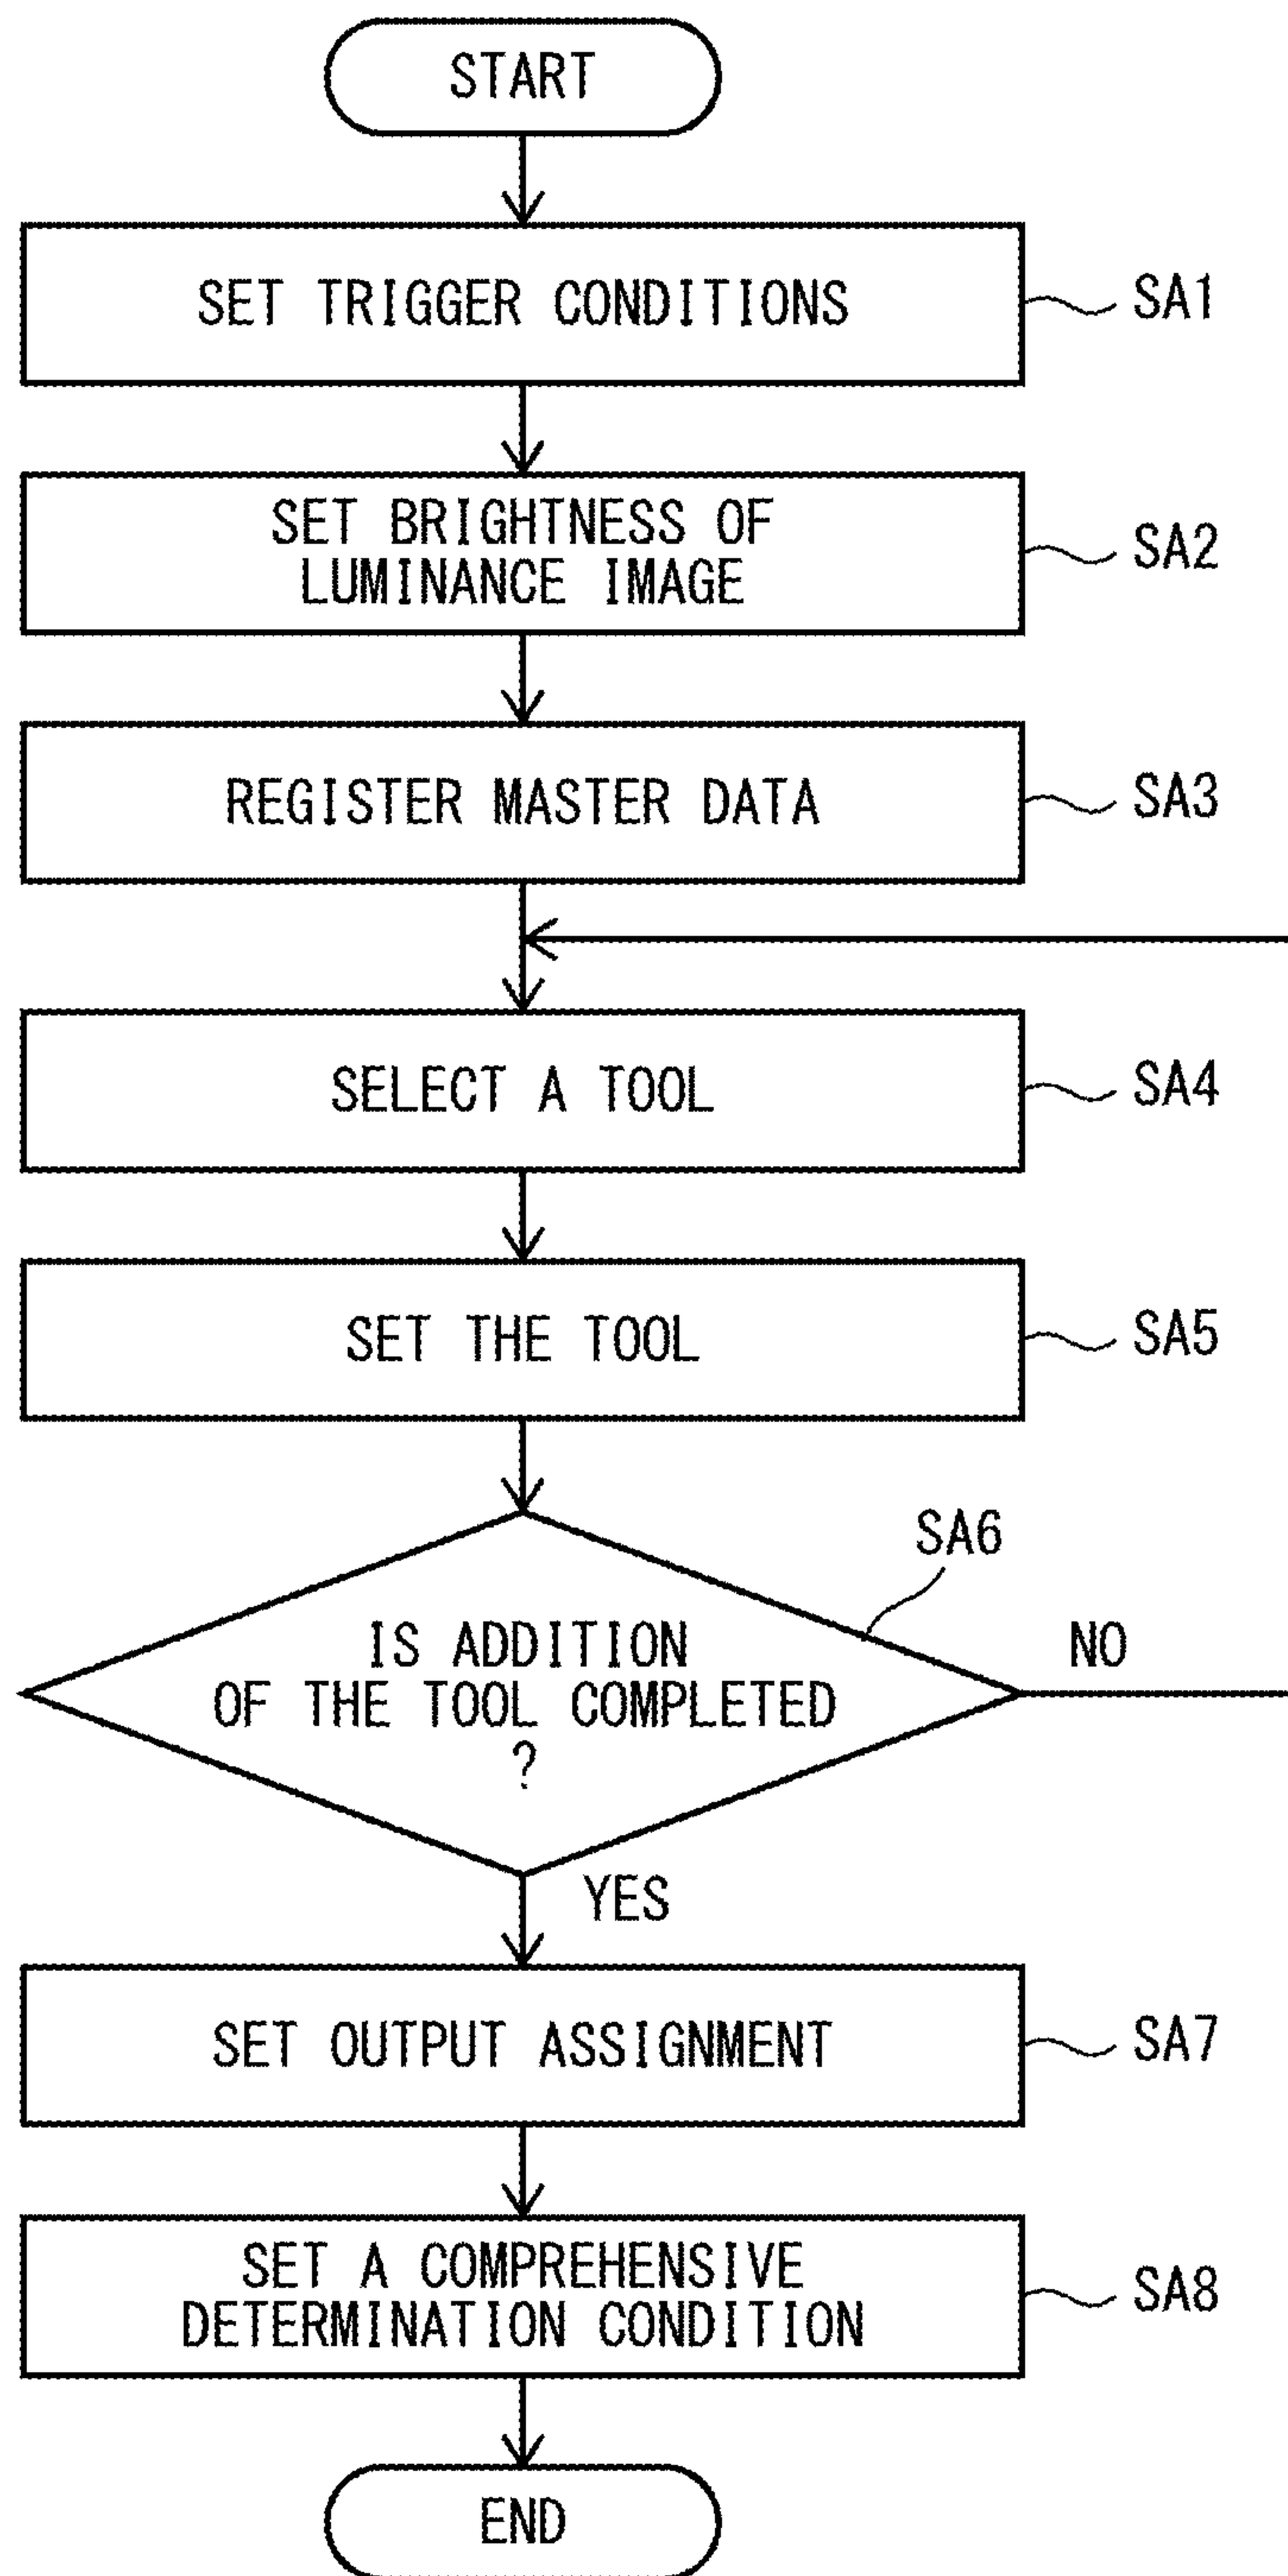 START
SET TRIGGER CONDITIONS
SA1
SET BRIGHTNESS OF
LUMINANCE IMAGE
SA2
REGISTER MASTER DATA
SA3
SELECT A TOOL
SA4
SET THE TOOL
SA5
SA6
IS ADDITION
OF THE TOOL COMPLETED
?
NO
YES
SET OUTPUT ASSIGNMENT
SA7
SET A COMPREHENSIVE
DETERMINATION CONDITION
SA8
END